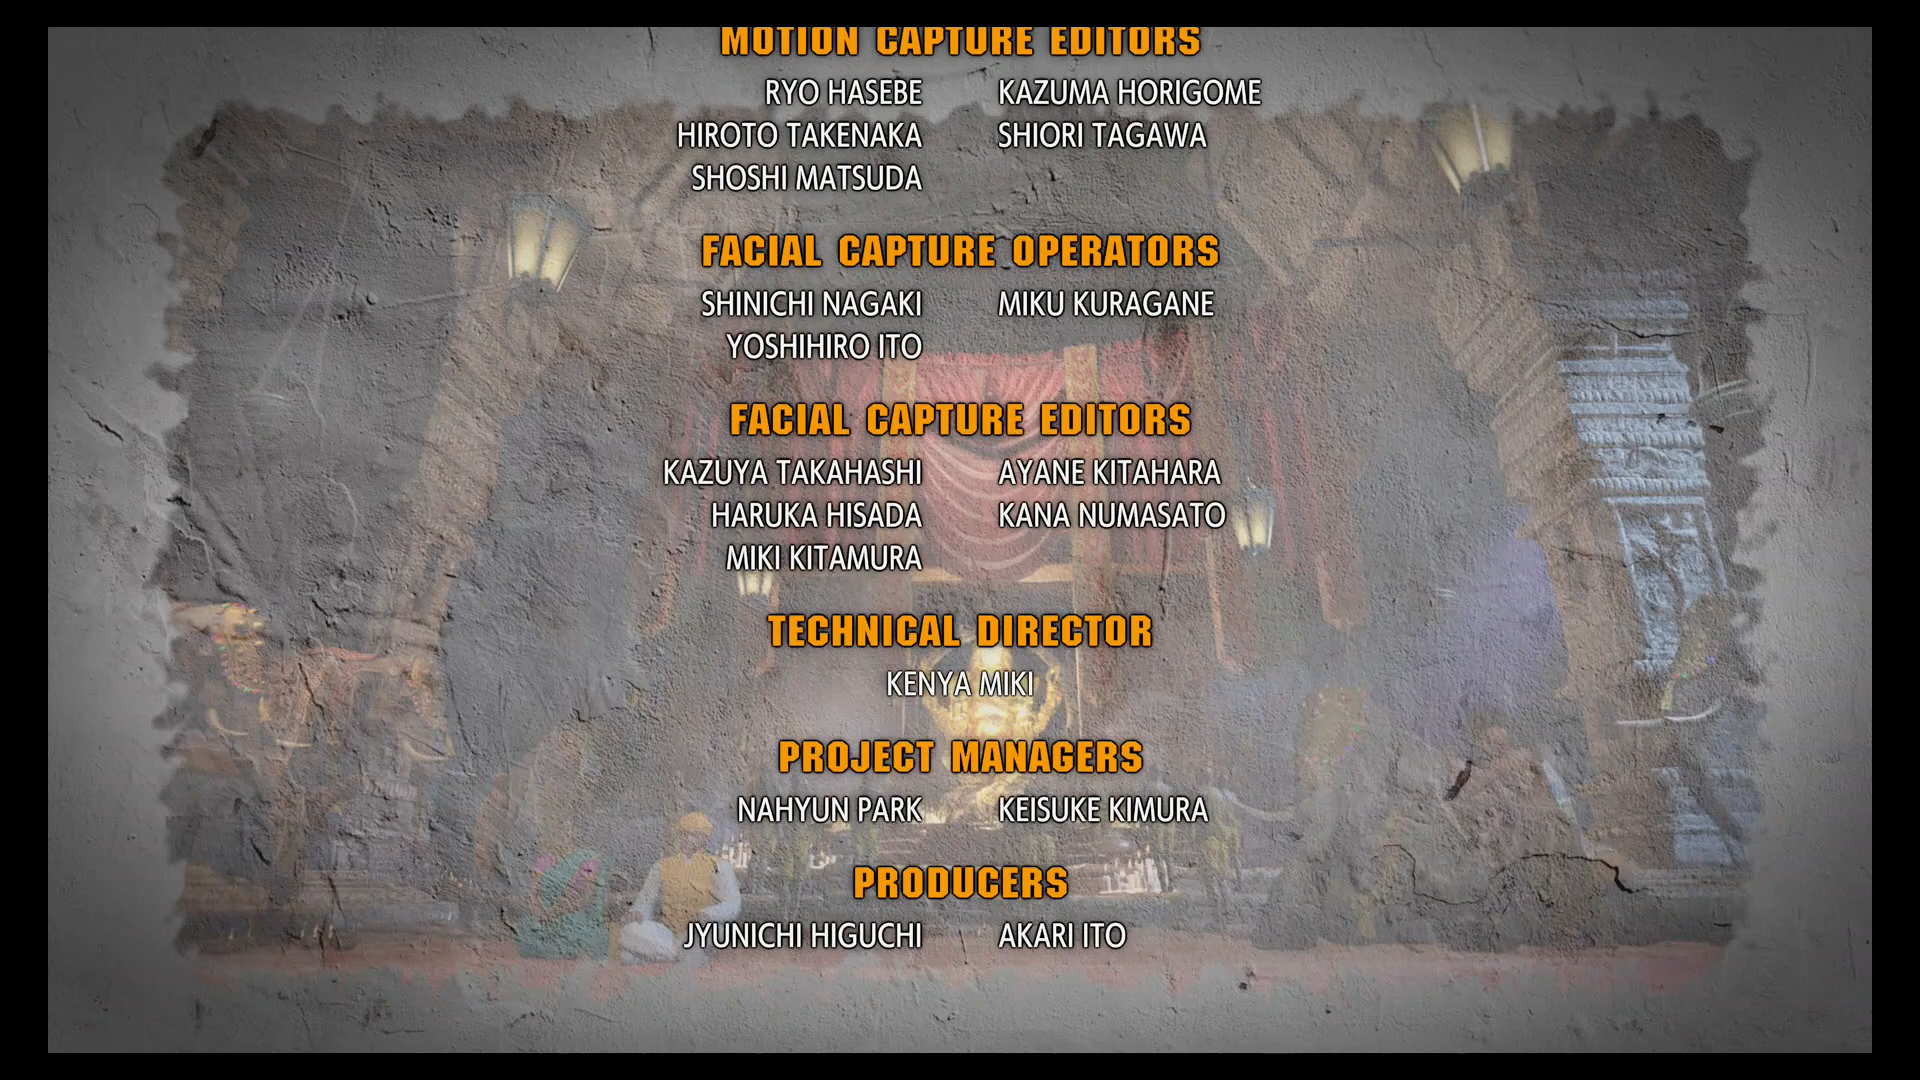 MOTION CAPTURE EDITORS
RYO HASEBE KAZUMA HORIGOME
HIROTO TAKENAKA SHIORI TAGAWA
SHOSHI MATSUDA
FACIAL CAPTURE OPERATORS
SHINICHI NAGAKI MIKU KURAGANE
YOSHIHIRO ITO
FACIAL CAPTURE EDITORS
KAZUYA TAKAHASHI AYANE KITAHARA
HARUKA HISADA KANA NUMASATO
MIKI KITAMURA
TECHNICAL DIRECTOR
KENYA MIKI
PROJECT MANAGERS
NAHYUN PARK KEISUKE KIMURA
PRODUCERS
JYUNICHI HIGUCHI AKARI ITO